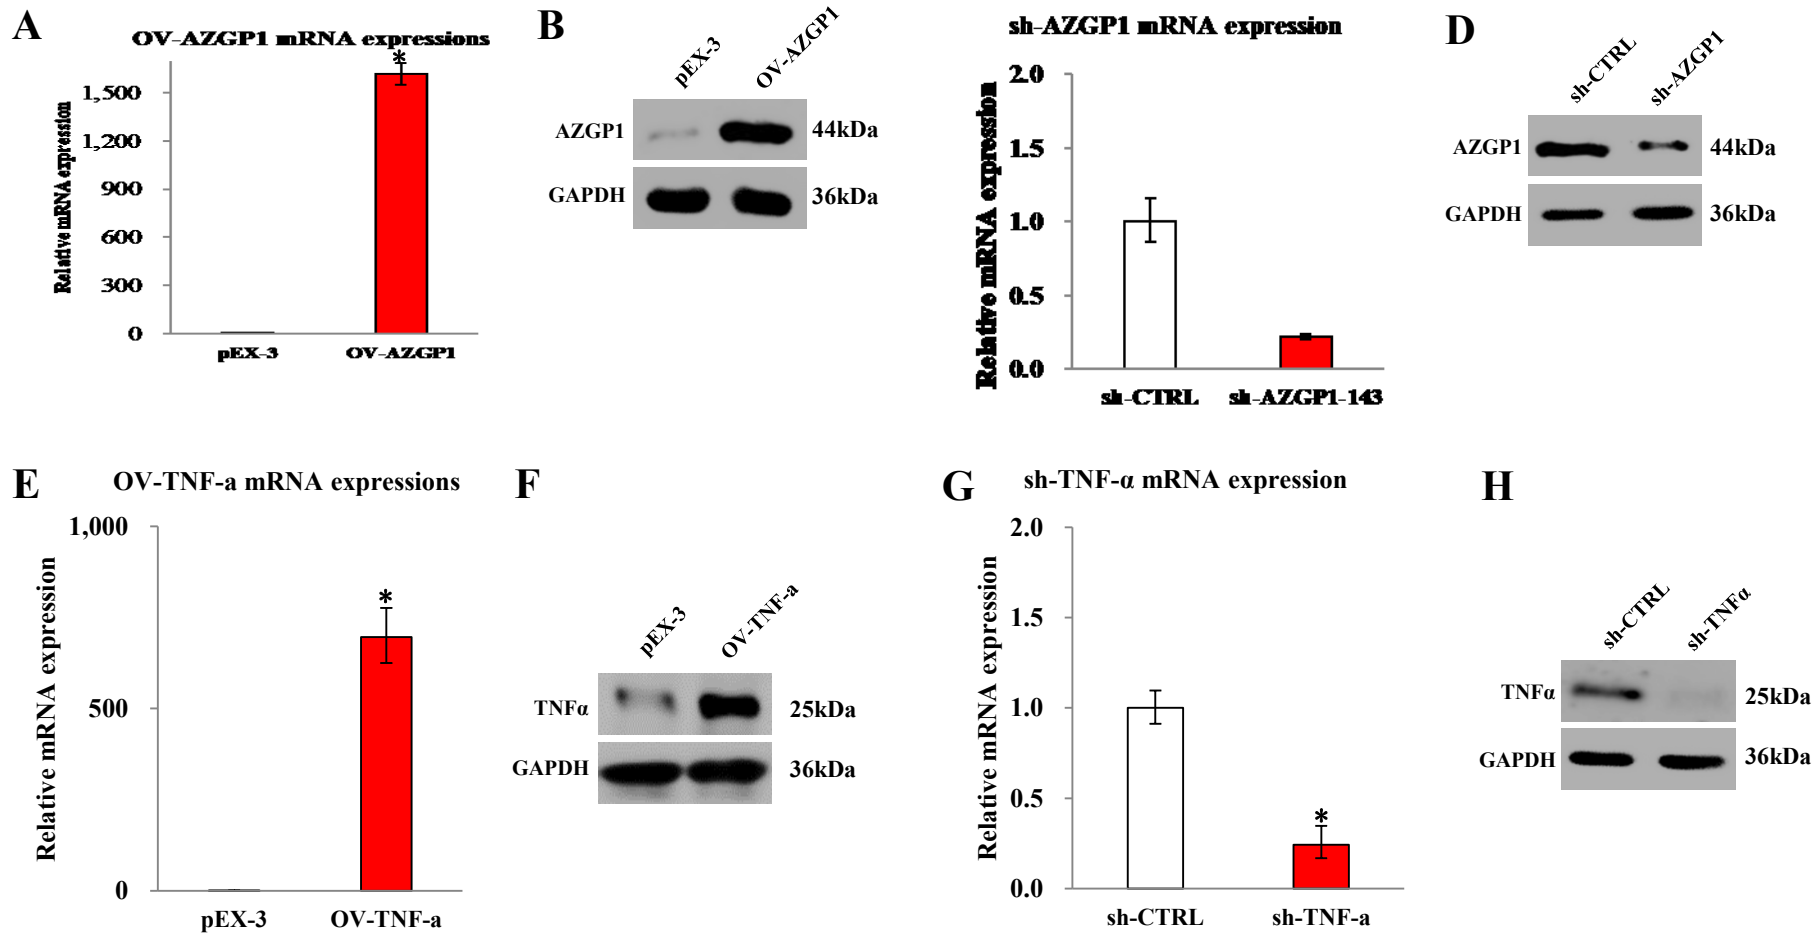 A
OV-AZGP1 mRNA expressions
*
Relative mRNA expression
1,500
1,200
900
600
300
0
pEX-3
OV-AZGP1
B
pEX-3
OV-AZGP1
AZGP1
44kDa
GAPDH
36kDa
sh-AZGP1 mRNA expression
Relative mRNA expression
2.0
1.5
1.0
0.5
0.0
sh-CTRL
sh-AZGP1-143
D
sh-CTRL
sh-AZGP1
AZGP1
44kDa
GAPDH
36kDa
E
OV-TNF-a mRNA expressions
Relative mRNA expression
1,000
500
0
*
pEX-3
OV-TNF-a
F
pEX-3
OV-TNF-a
TNFα
25kDa
GAPDH
36kDa
G
sh-TNF-α mRNA expression
Relative mRNA expression
2.0
1.5
1.0
0.5
0.0
*
sh-CTRL
sh-TNF-a
H
sh-CTRL
sh-TNFα
TNFα
25kDa
GAPDH
36kDa